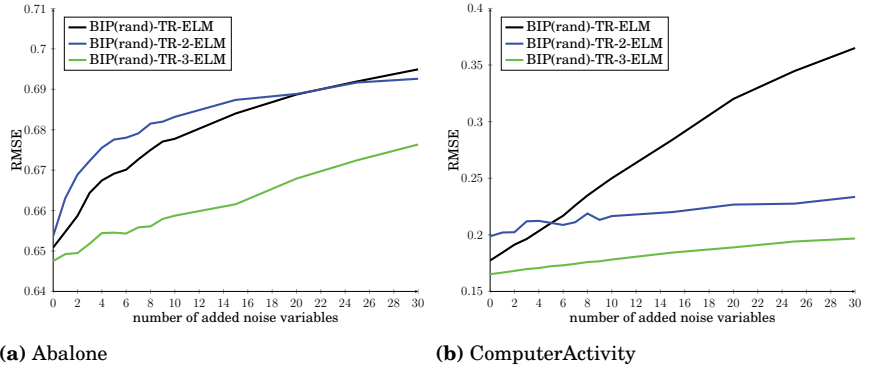 0.71
0.7
0.69
0.68
0.67
0.66
0.65
0.64
RMSE
BIP(rand)-TR-ELM
BIP(rand)-TR-2-ELM
BIP(rand)-TR-3-ELM
0 2 4 6 8 10 12 14 16 18 20 22 24 26 28 30
number of added noise variables
(a) Abalone
0.4
0.35
0.3
0.25
0.2
0.15
RMSE
BIP(rand)-TR-ELM
BIP(rand)-TR-2-ELM
BIP(rand)-TR-3-ELM
0 2 4 6 8 10 12 14 16 18 20 22 24 26 28 30
number of added noise variables
(b) ComputerActivity